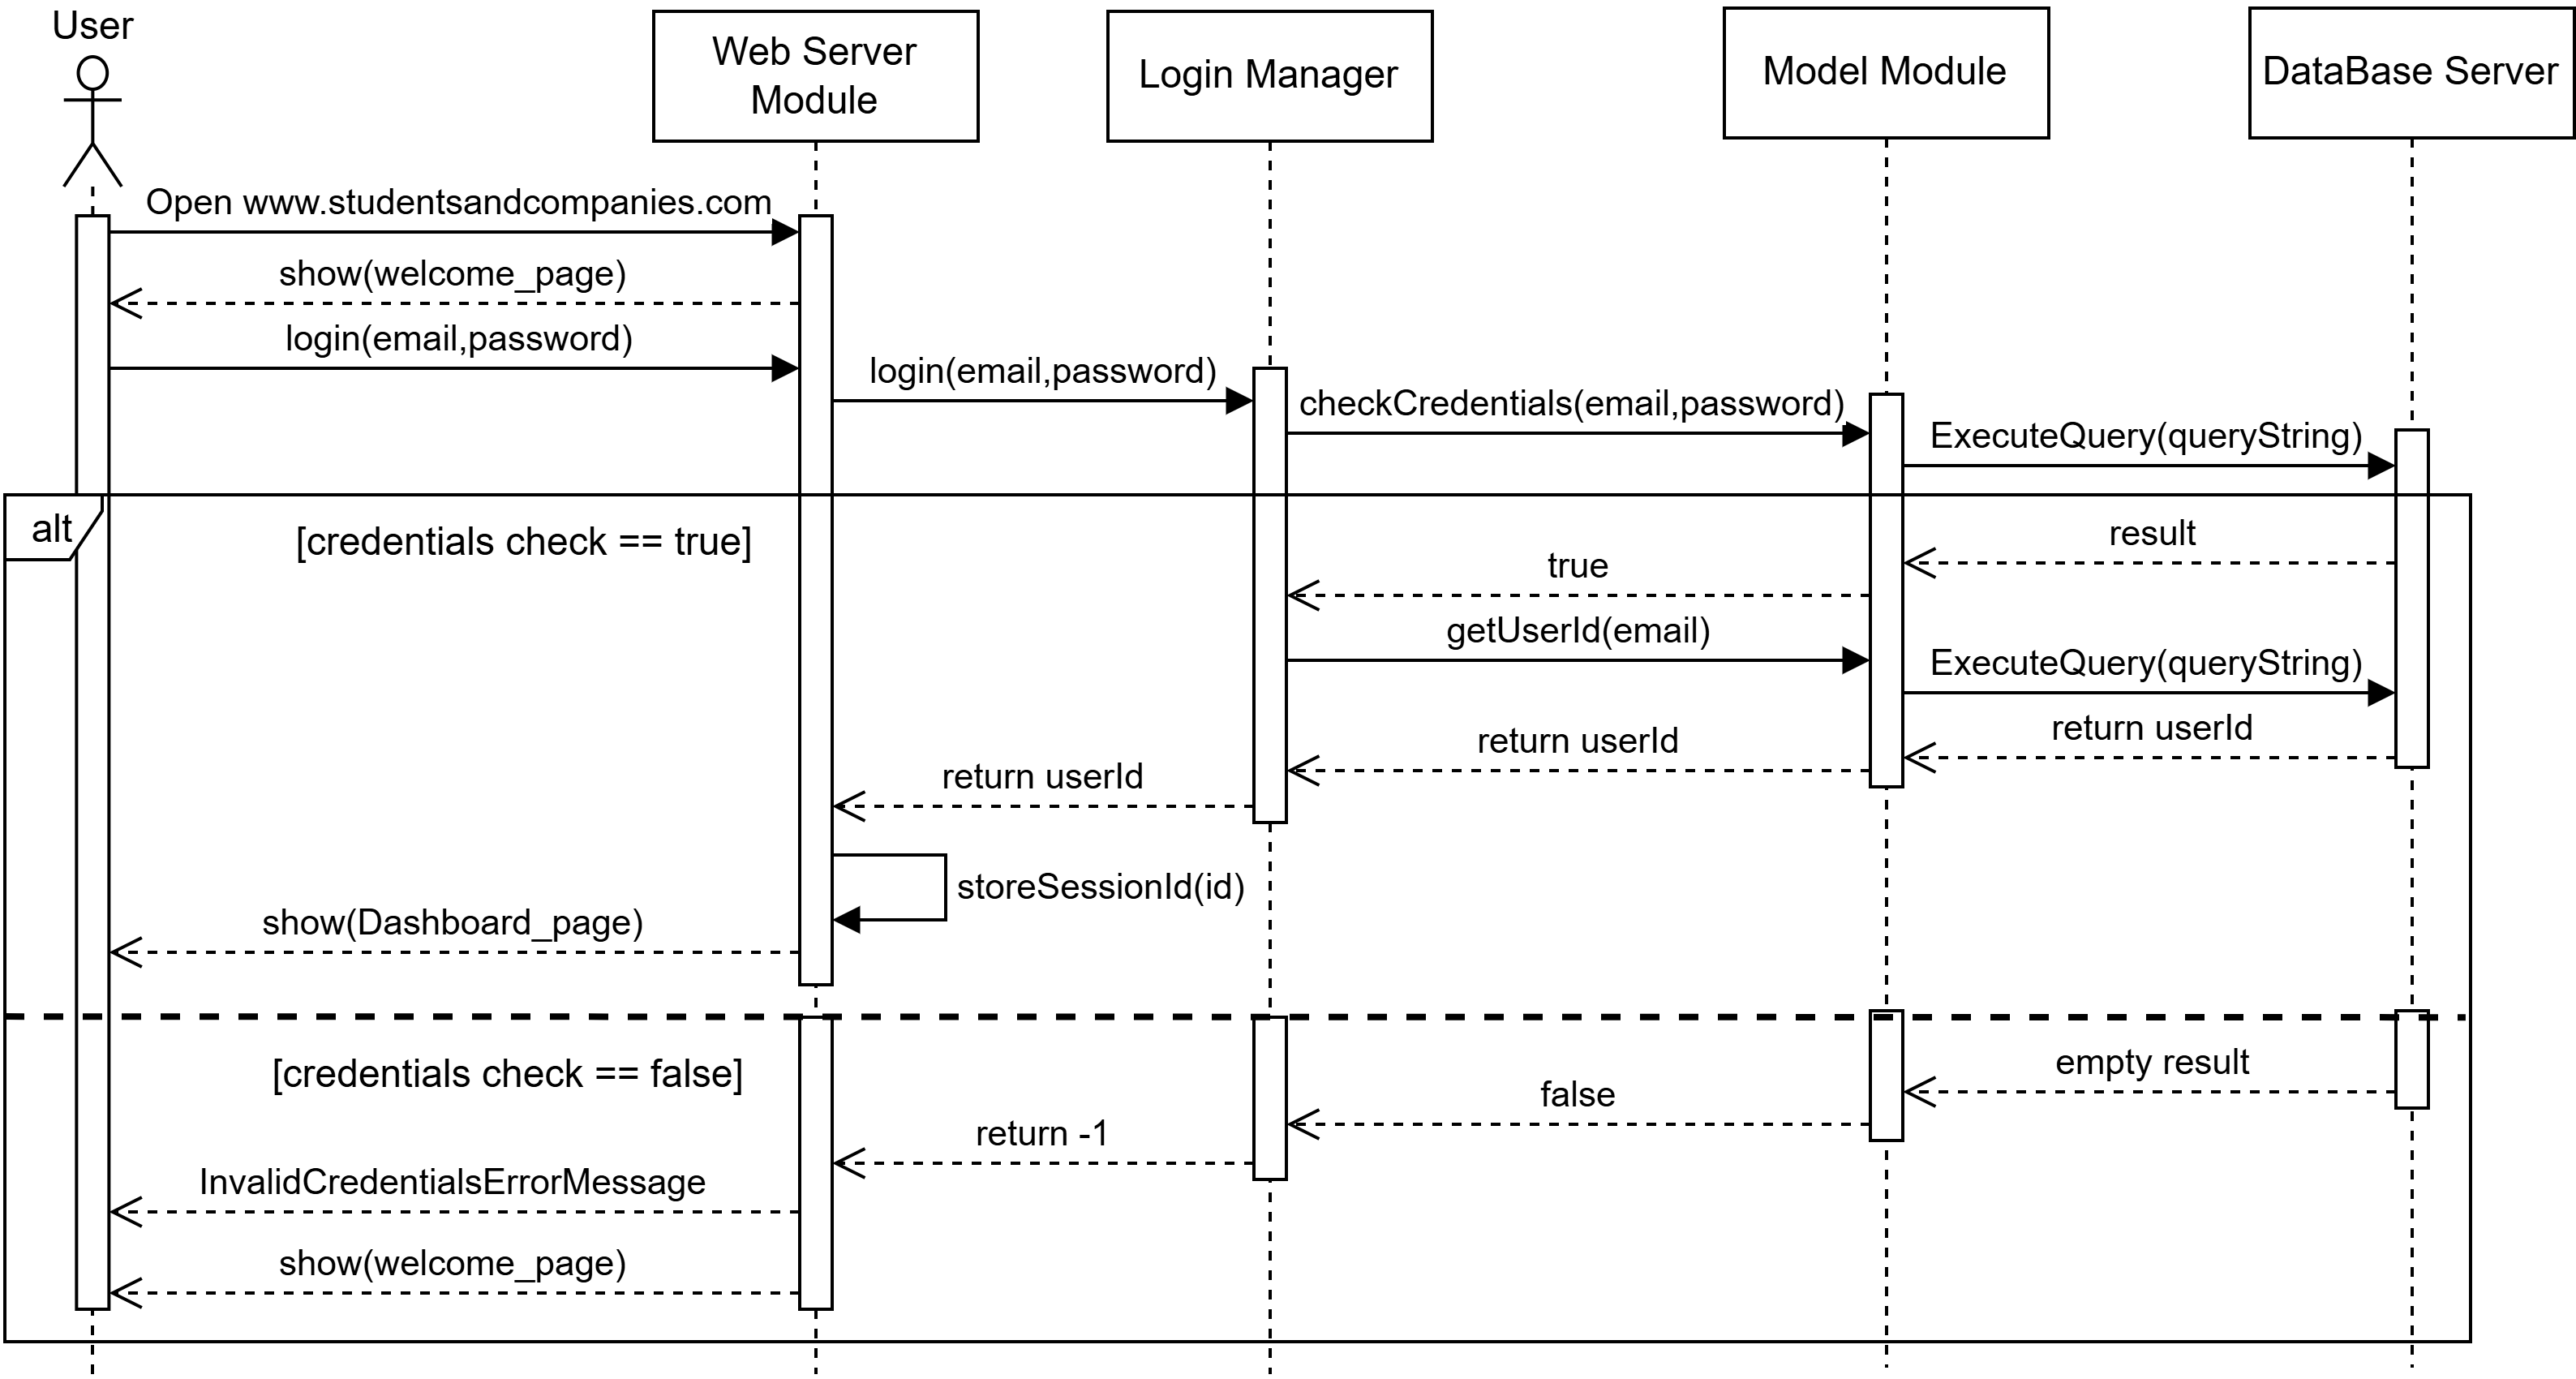 User
Web Server
Module
Login Manager
Model Module
DataBase Server
Open www.studentsandcompanies.com
show(welcome_page)
login(email,password)
login(email,password)
checkCredentials(email,password)
ExecuteQuery(queryString)
alt
[credentials check == true]
result
true
getUserId(email)
ExecuteQuery(queryString)
return userId
return userId
return userId
storeSessionId(id)
show(Dashboard_page)
[credentials check == false]
empty result
false
return -1
InvalidCredentialsErrorMessage
show(welcome_page)